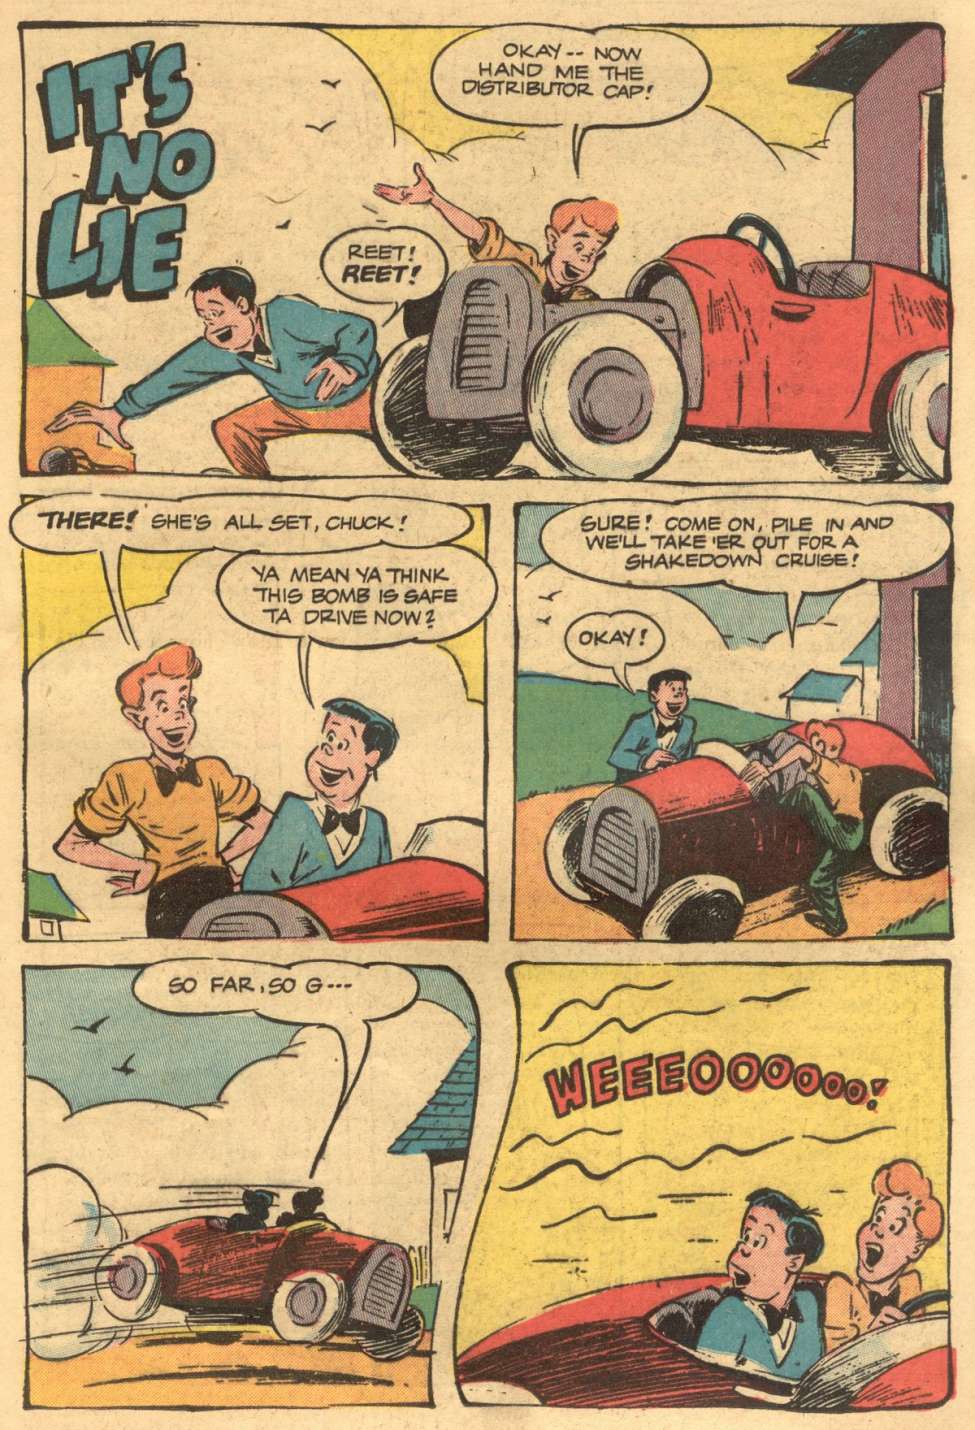 IT'S
NO
LIE
OKAY-- NOW
HAND ME THE
DISTRIBUTOR CAP!
REET!
REET!
THERE! SHE'S ALL SET, CHUCK!
YA MEAN YA THINK
THIS BOMB IS SAFE
TA DRIVE NOW?
SURE! COME ON, PILE IN AND
WE'LL TAKE 'ER OUT FOR A
SHAKEDOWN CRUISE!
OKAY!
SO FAR, SO G---
WEEEOOOOOOO!